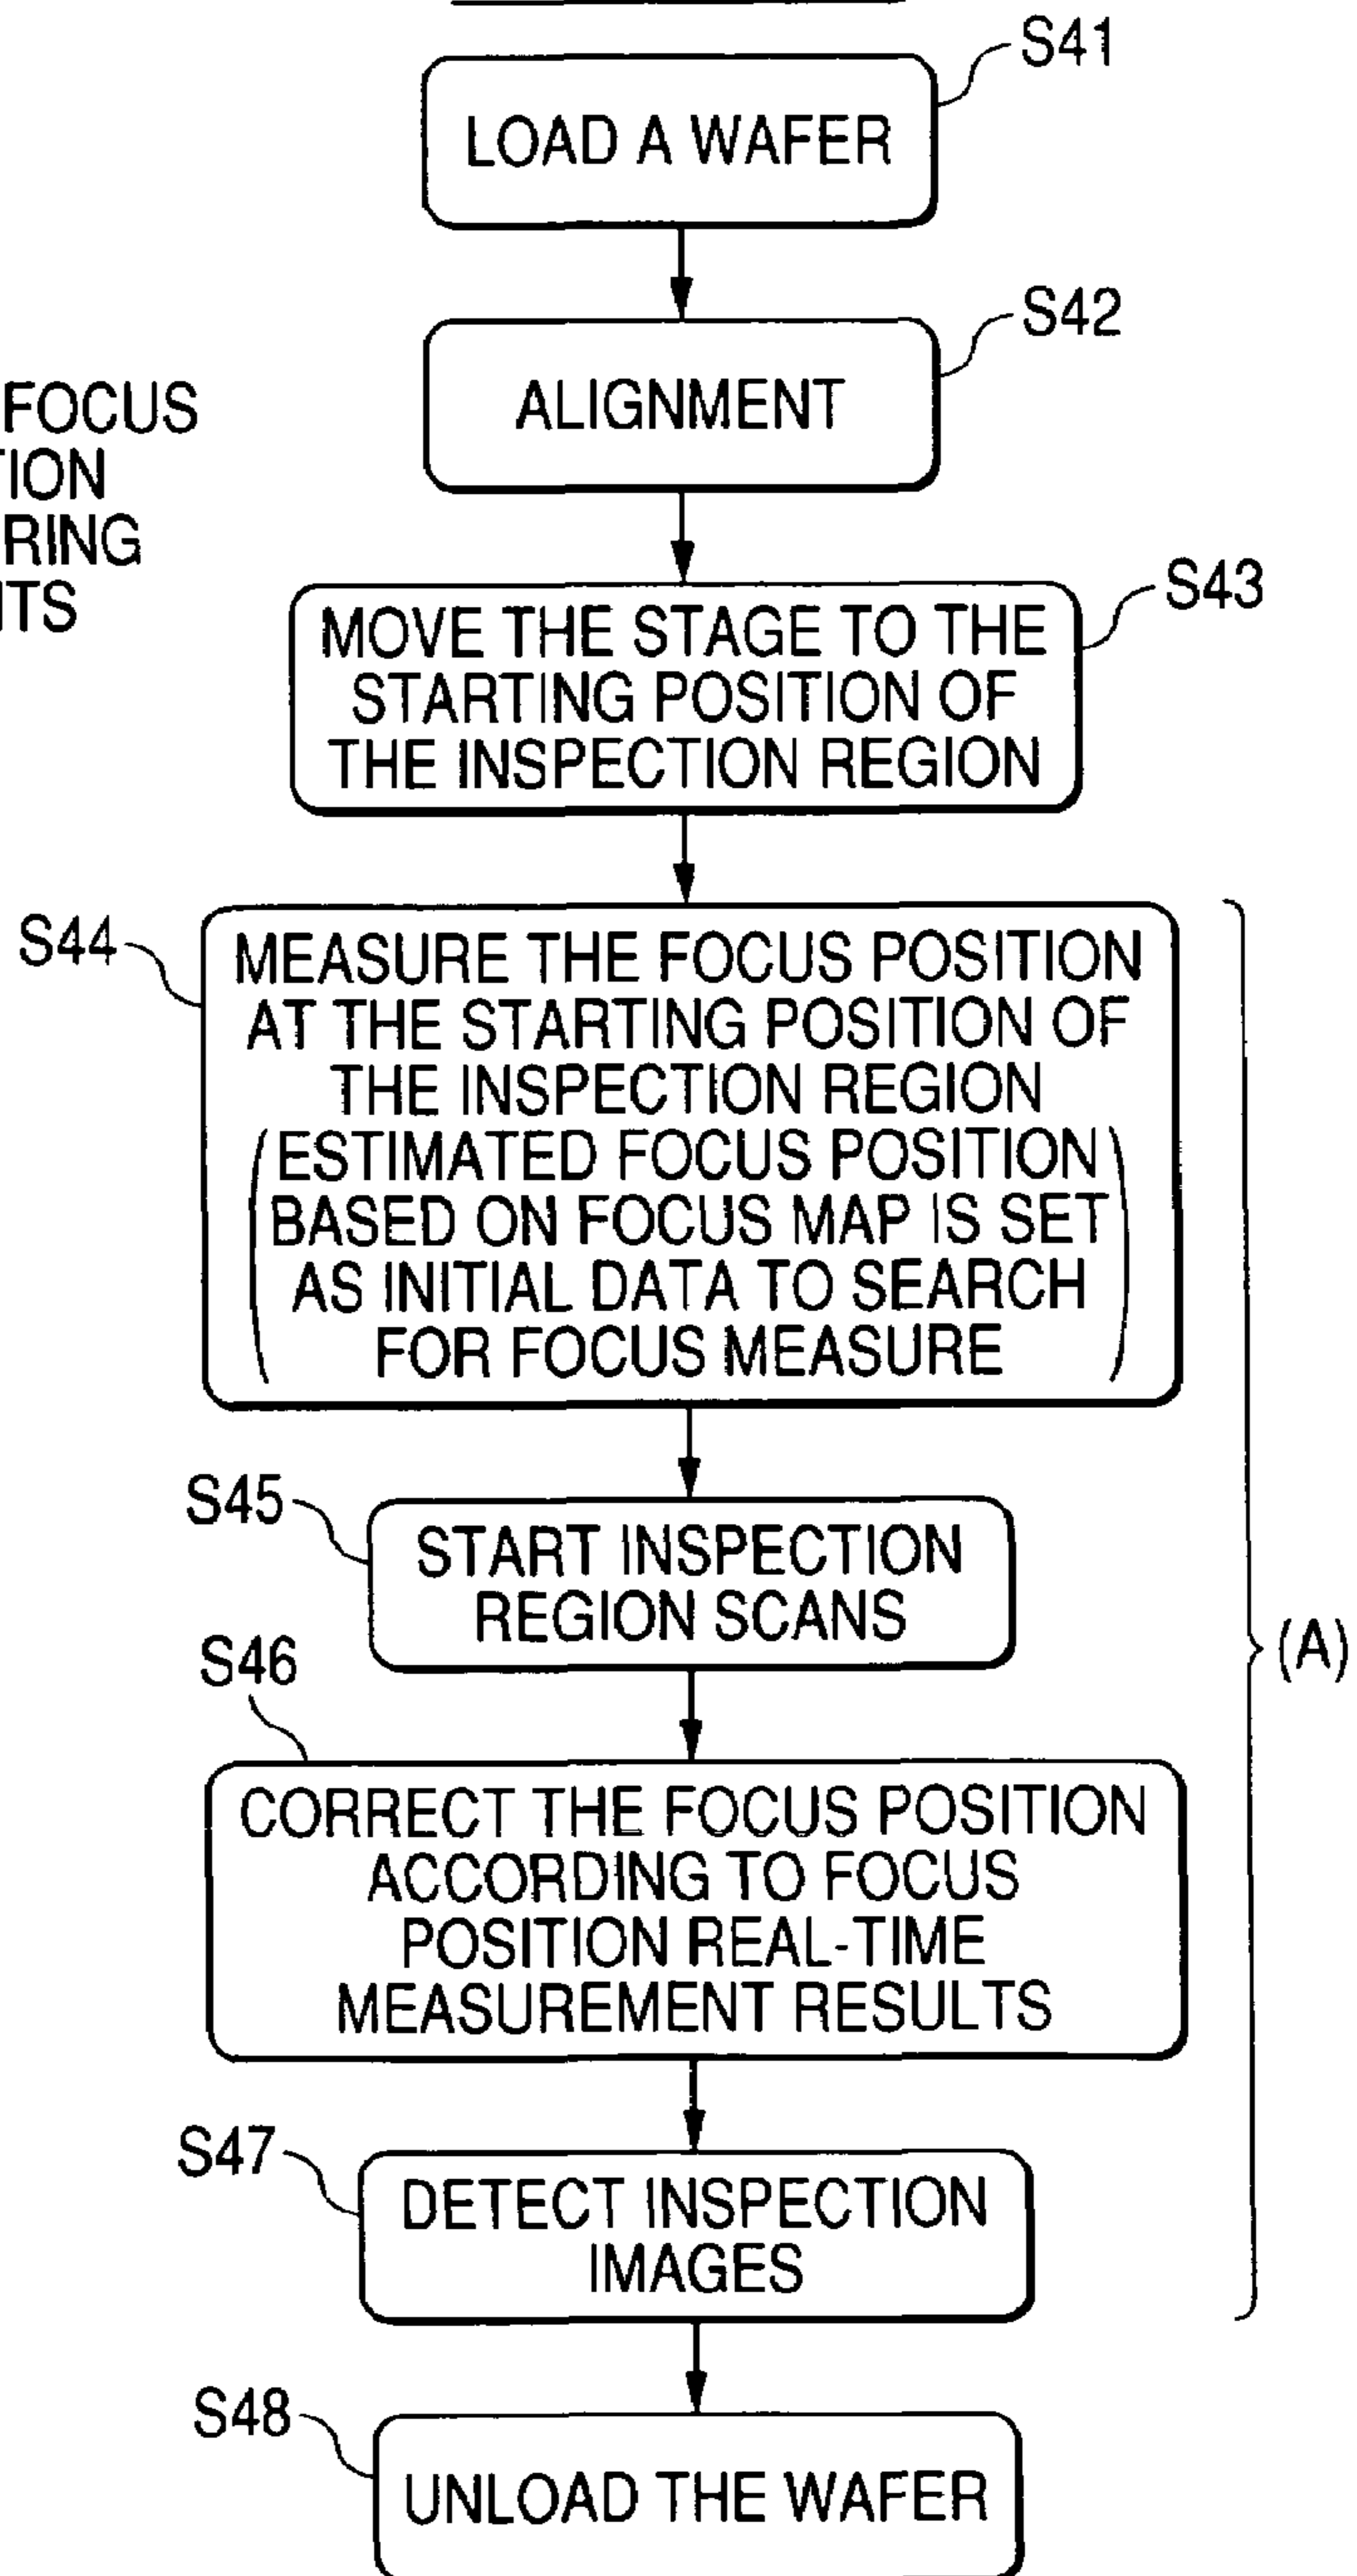 S41
LOAD A WAFER
S42
ALIGNMENT
FOCUS
S43
MOVE THE STAGE TO THE
STARTING POSITION OF
THE INSPECTION REGION
S44
MEASURE THE FOCUS POSITION
AT THE STARTING POSITION OF
THE INSPECTION REGION
(ESTIMATED FOCUS POSITION
BASED ON FOCUS MAP IS SET
AS INITIAL DATA TO SEARCH
FOR FOCUS MEASURE)
S45
START INSPECTION
REGION SCANS
(A)
S46
CORRECT THE FOCUS POSITION
ACCORDING TO FOCUS
POSITION REAL-TIME
MEASUREMENT RESULTS
S47
DETECT INSPECTION
IMAGES
S48
UNLOAD THE WAFER